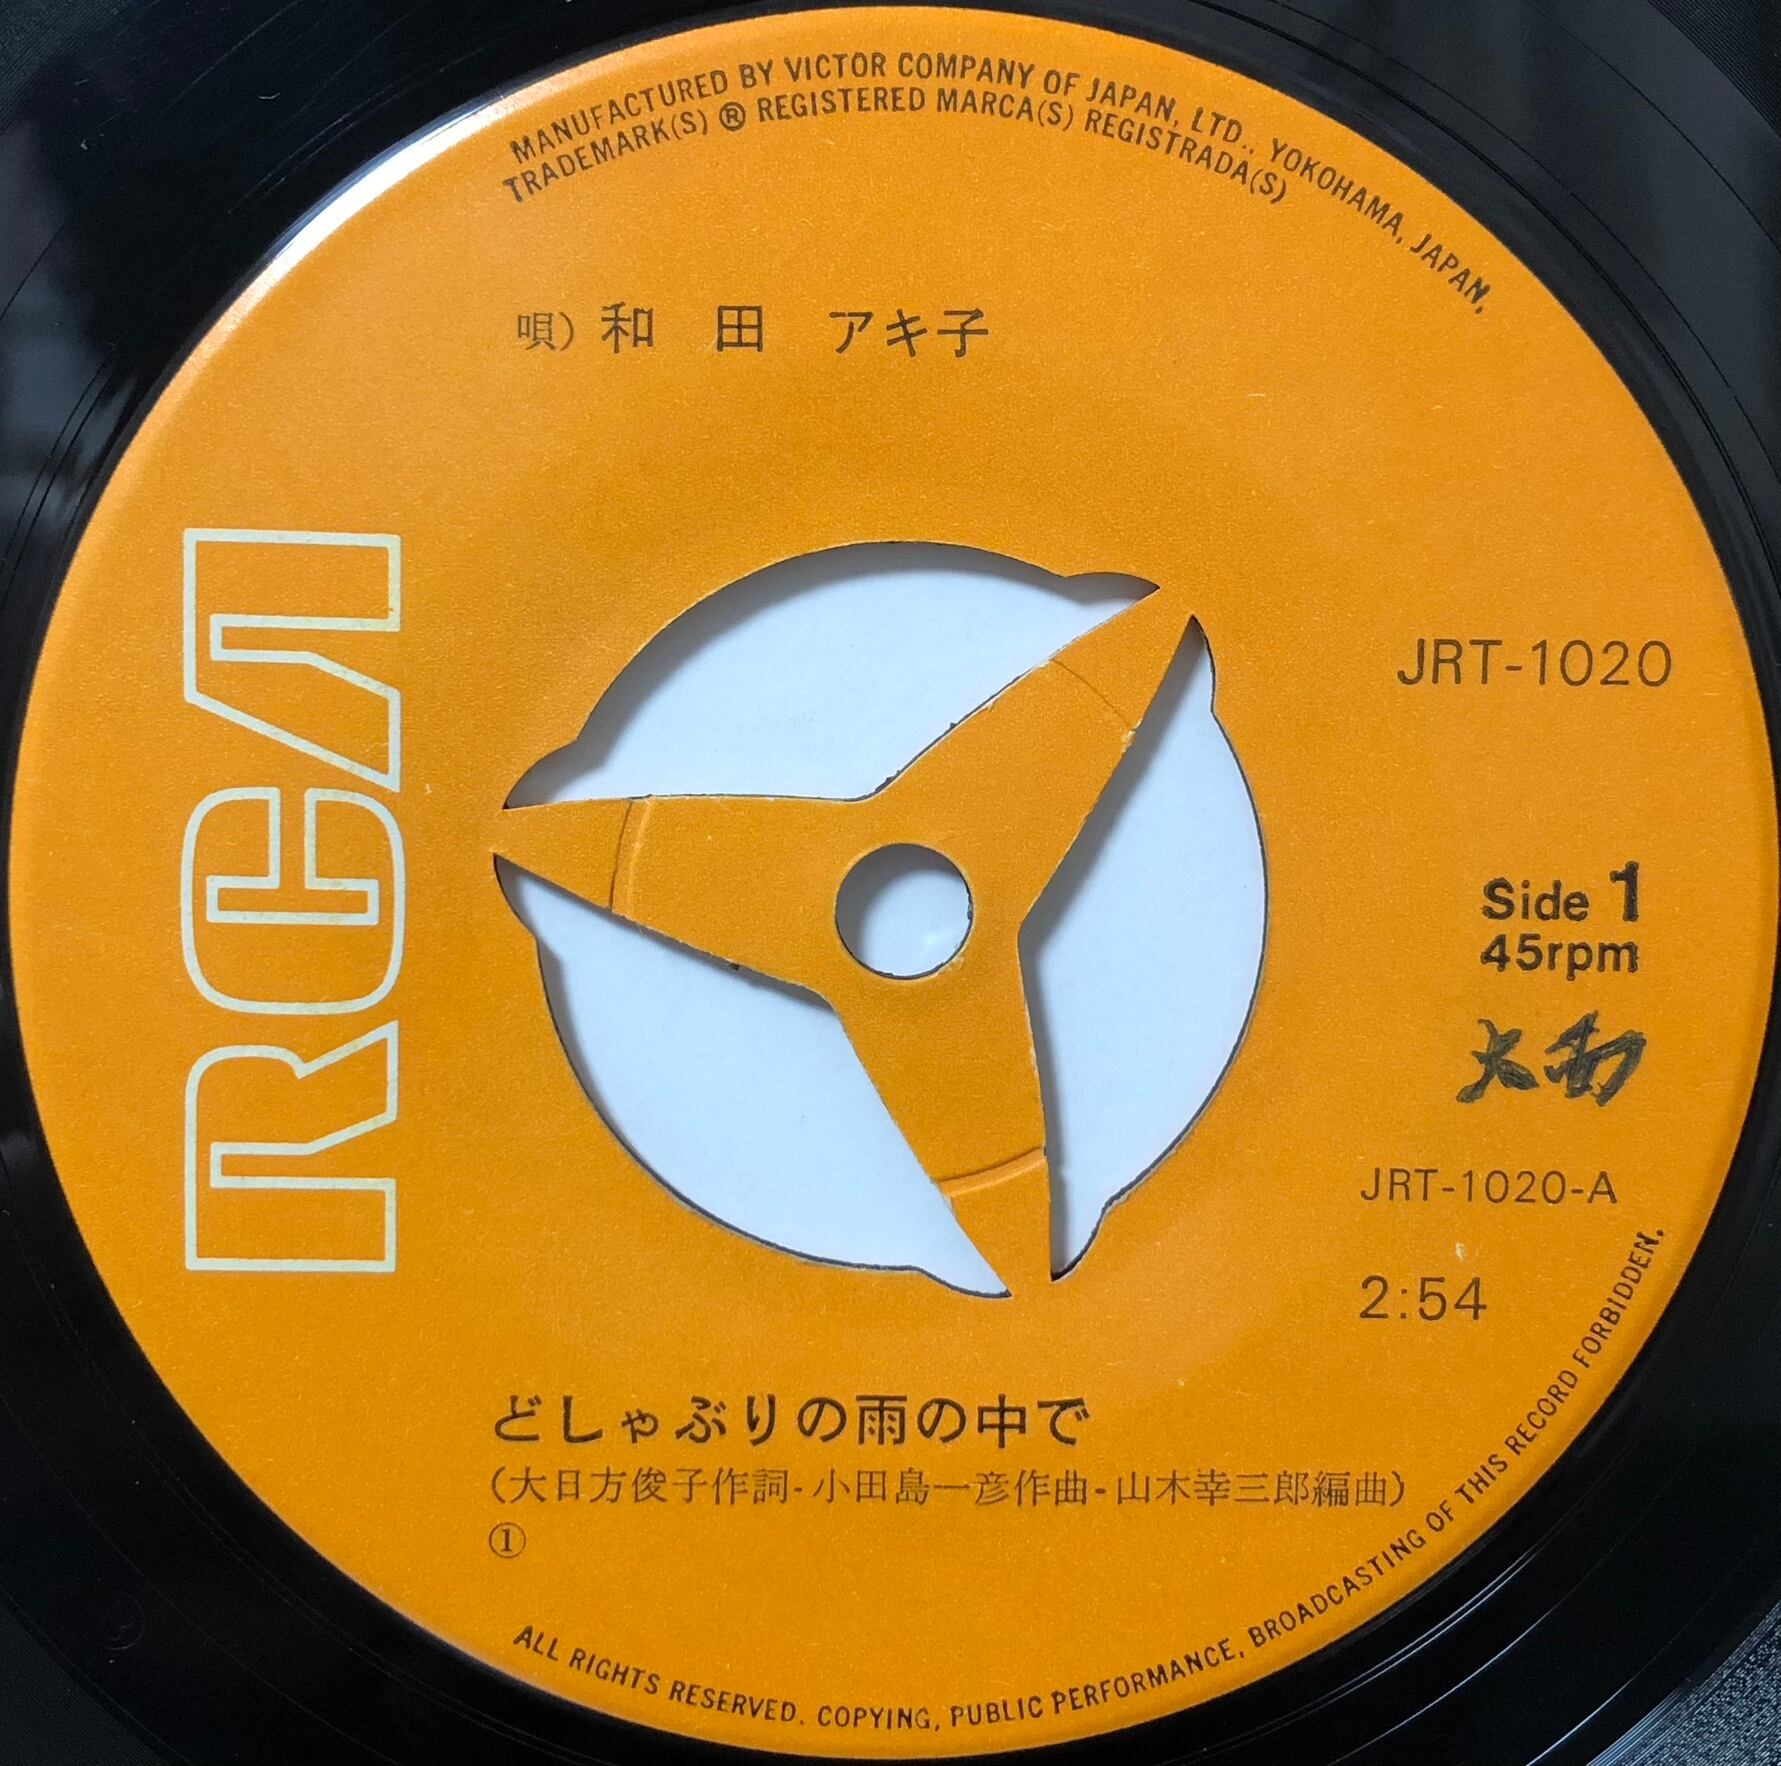 MANUFACTURED BY VICTOR COMPANY OF JAPAN, LTD., YOKOHAMA, JAPAN,
TRADEMARK(S) ® REGISTERED MARCA(S) REGISTRADA(S)
唄) 和 田 アキ子
RCA
JRT-1020
Side 1
45rpm
JRT-1020-A
2:54
どしゃぶりの雨の中で
(大日方俊子作詞-小田島一彦作曲-山木幸三郎編曲)
①
ALL RIGHTS RESERVED. COPYING, PUBLIC PERFORMANCE, BROADCASTING OF THIS RECORD FORBIDDEN.